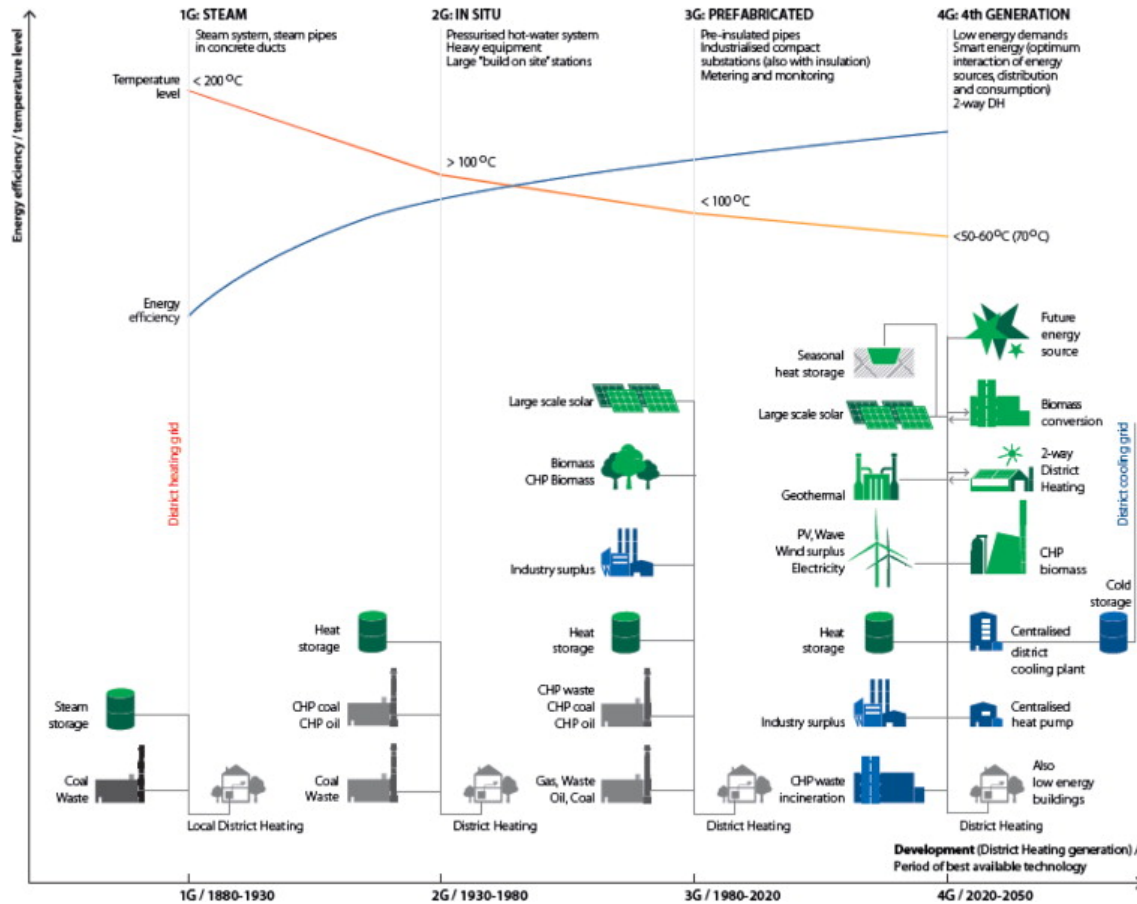 1G: STEAM
Steam system, steam pipes
in concrete ducts
2G: IN SITU
Pressurised hot-water system
Heavy equipment
Large "build on site" stations
3G: PREFABRICATED
Pre-insulated pipes
Industrialised compact
substations (also with insulation)
Metering and monitoring
4G: 4th GENERATION
Low energy demands
Smart energy (optimum
interaction of energy
sources, distribution
and consumption)
2-way DH
Energy efficiency / temperature level
Temperature
level
< 200 °C
> 100 °C
< 100 °C
<50-60°C (70°C)
Energy
efficiency
District heating grid
District cooling grid
Steam
storage
Coal
Waste
Local District Heating
Heat
storage
CHP coal
CHP oil
Coal
Waste
District Heating
Large scale solar
Biomass
CHP Biomass
Industry surplus
Heat
storage
CHP waste
CHP coal
CHP oil
Gas, Waste
Oil, Coal
District Heating
Seasonal
heat storage
Large scale solar
Geothermal
PV, Wave
Wind surplus
Electricity
Heat
storage
Industry surplus
CHP waste
incineration
Future
energy
source
Biomass
conversion
2-way
District
Heating
CHP
biomass
Cold
storage
Centralised
district
cooling plant
Centralised
heat pump
Also
low energy
buildings
District Heating
Development (District Heating generation) /
Period of best available technology
1G / 1880-1930
2G / 1930-1980
3G / 1980-2020
4G / 2020-2050